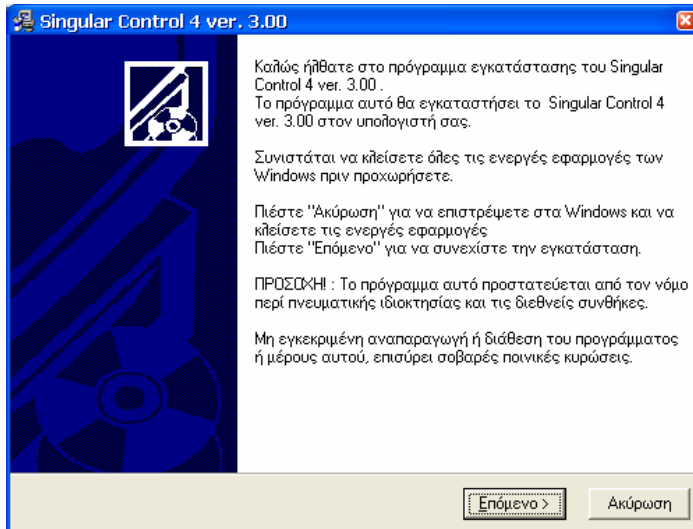 Singular Control 4 ver. 3.00
Καλώς ήλθατε στο πρόγραμμα εγκατάστασης του Singular
Control 4 ver. 3.00 .
Το πρόγραμμα αυτό θα εγκαταστήσει το Singular Control 4
ver. 3.00 στον υπολογιστή σας.
Συνιστάται να κλείσετε όλες τις ενεργές εφαρμογές των
Windows πριν προχωρήσετε.
Πιέστε "Ακύρωση" για να επιστρέψετε στα Windows και να
κλείσετε τις ενεργές εφαρμογές
Πιέστε "Επόμενο" για να συνεχίστε την εγκατάσταση.
ΠΡΟΣΟΧΗ! : Το πρόγραμμα αυτό προστατεύεται από τον νόμο
περί πνευματικής ιδιοκτησίας και τις διεθνείς συνθήκες.
Μη εγκεκριμένη αναπαραγωγή ή διάθεση του προγράμματος
ή μέρους αυτού, επισύρει σοβαρές ποινικές κυρώσεις.
Επόμενο > Ακύρωση